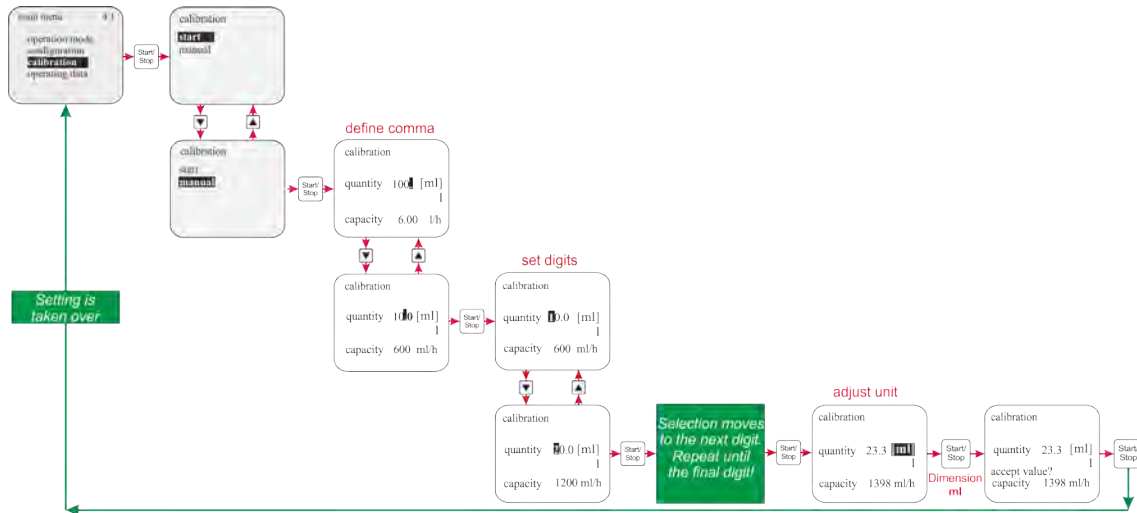 main menu
operation mode
configuration
calibration
operating data
Start/
Stop
calibration
start
manual
▼
▲
calibration
start
manual
Start/
Stop
define comma
calibration
quantity 100. [ml]
l
capacity 6.00 l/h
▼
▲
calibration
quantity 10.0 [ml]
l
capacity 600 ml/h
Start/
Stop
set digits
calibration
quantity 10.0 [ml]
l
capacity 600 ml/h
▼
▲
calibration
quantity 20.0 [ml]
l
capacity 1200 ml/h
Start/
Stop
Selection moves
to the next digit.
Repeat until
the final digit!
Start/
Stop
adjust unit
calibration
quantity 23.3 [ml]
l
capacity 1398 ml/h
Start/
Stop
Dimension
ml
calibration
quantity 23.3 [ml]
l
accept value?
capacity 1398 ml/h
Start/
Stop
Setting is
taken over